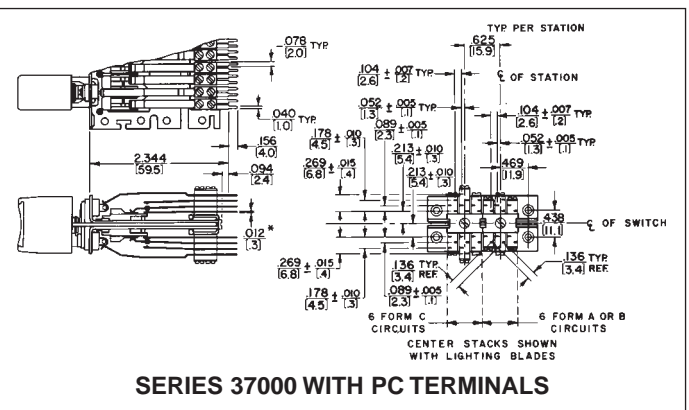 TYP PER STATION
.625
[15.9]
.078
[2.0] TYP.
.104 ± .007
[2.6] [.2] TYP.
℄ OF STATION
.052 ± .005
[1.3] [.1] TYP.
.104 ± .007
[2.6] [.2] TYP.
.040
[1.0] TYP.
.089 ± .005
[2.3] [.1]
.178 ± .010
[4.5] [.3]
.052 ± .005
[1.3] [.1] TYP.
.156
[4.0]
.213 ± .010
[5.4] [.3]
2.344
[59.5]
.269 ± .015
[6.8] [.4]
.469
[11.9]
.094
[2.4]
.213 ± .010
[5.4] [.3]
.438
[11.1]
℄ OF SWITCH
.012 *
[.3]
.269 ± .015
[6.8] [.4]
.136 TYP.
[3.4] REF.
.136 TYP.
[3.4] REF.
.178 ± .010
[4.5] [.3]
.089 ± .005
[2.3] [.1]
6 FORM C
CIRCUITS
6 FORM A OR B
CIRCUITS
CENTER STACKS SHOWN
WITH LIGHTING BLADES
SERIES 37000 WITH PC TERMINALS